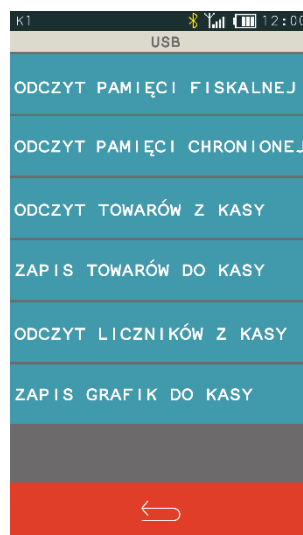 K1 12:00
USB
ODCZYT PAMIĘCI FISKALNEJ
ODCZYT PAMIĘCI CHRONIONEJ
ODCZYT TOWARÓW Z KASY
ZAPIS TOWARÓW DO KASY
ODCZYT LICZNIKÓW Z KASY
ZAPIS GRAFIK DO KASY